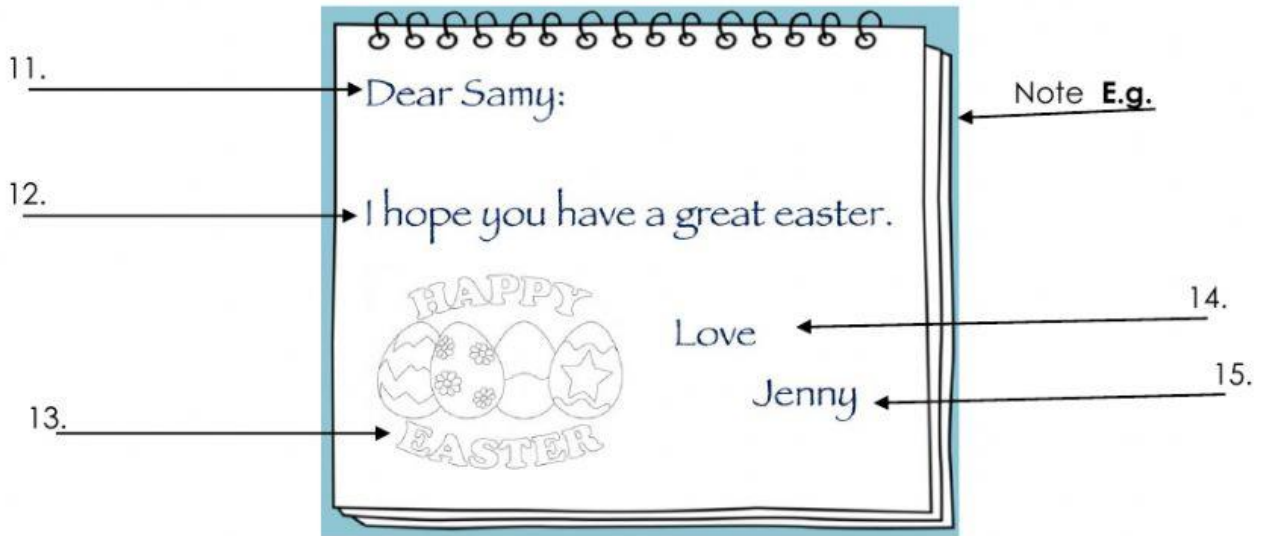 11.
Dear Samy:
Note E.g.
12.
I hope you have a great easter.
HAPPY
EASTER
13.
Love
14.
Jenny
15.